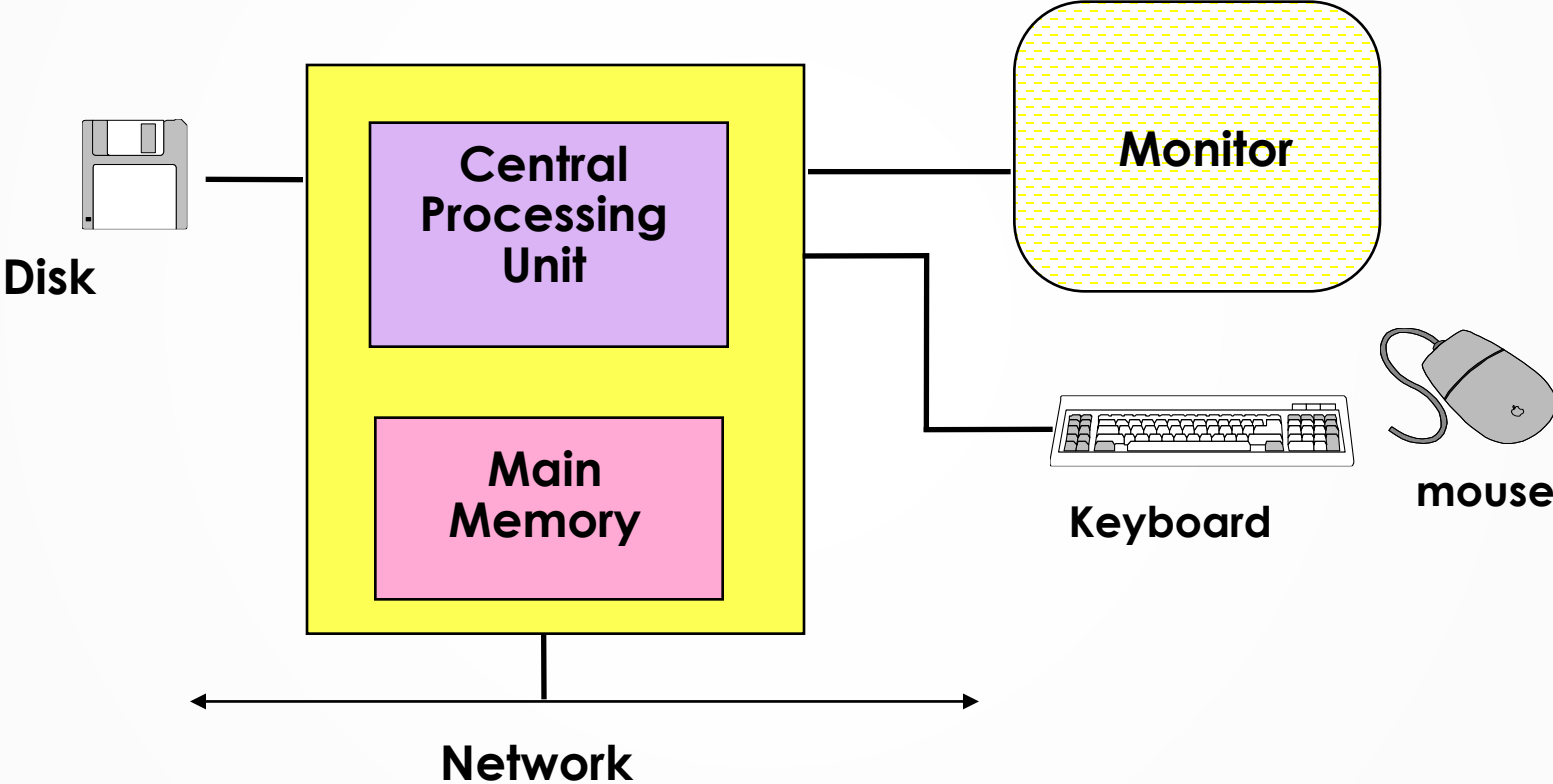 Central
Processing
Unit
Monitor
Disk
Main
Memory
Keyboard
mouse
Network